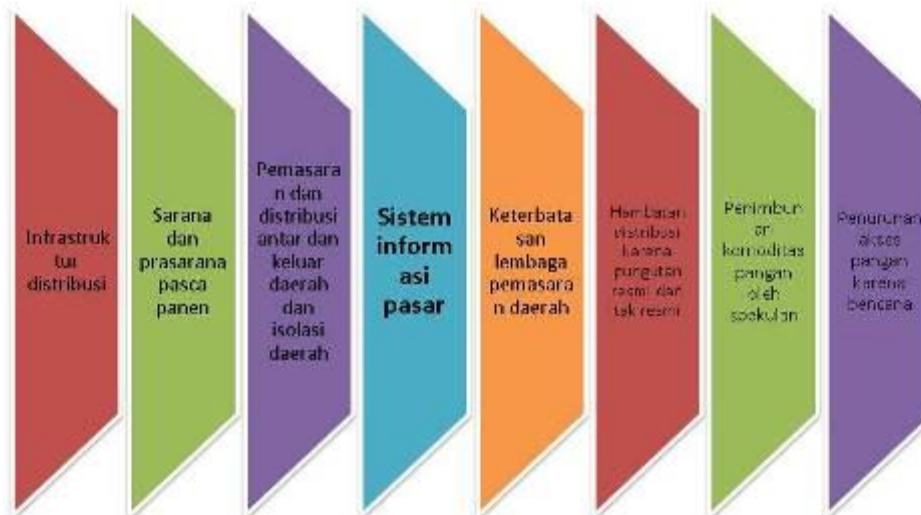 Infrastruk
tur
distribusi
Sarana
dan
prasarana
pasca
panen
Pemasara
n dan
distribusi
antar dan
keluar
daerah
dan
isolasi
daerah
Sistem
inform
asi
pasar
Keterbata
san
lembaga
pemasara
n daerah
Hambatan
distribusi
karena
pungutan
resmi dan
tak resmi
Penimbun
an
komoditas
pangan
oleh
spekulan
Penurunan
akses
pangan
karena
bencana